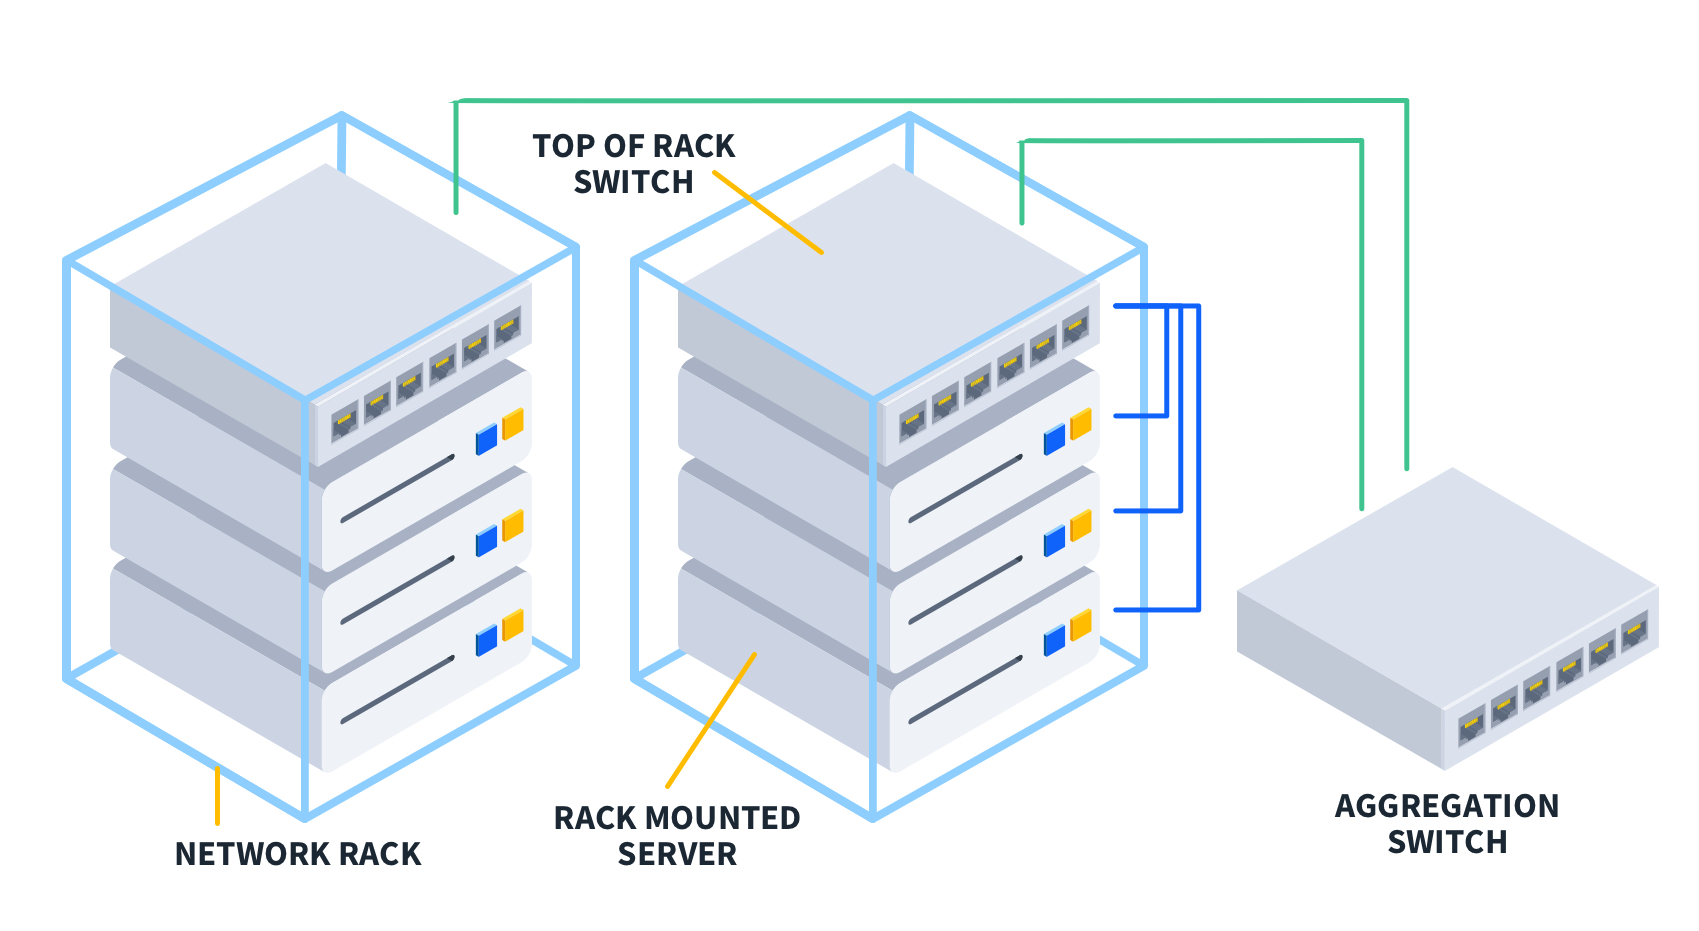 TOP OF RACK
SWITCH
RACK MOUNTED
SERVER
NETWORK RACK
AGGREGATION
SWITCH